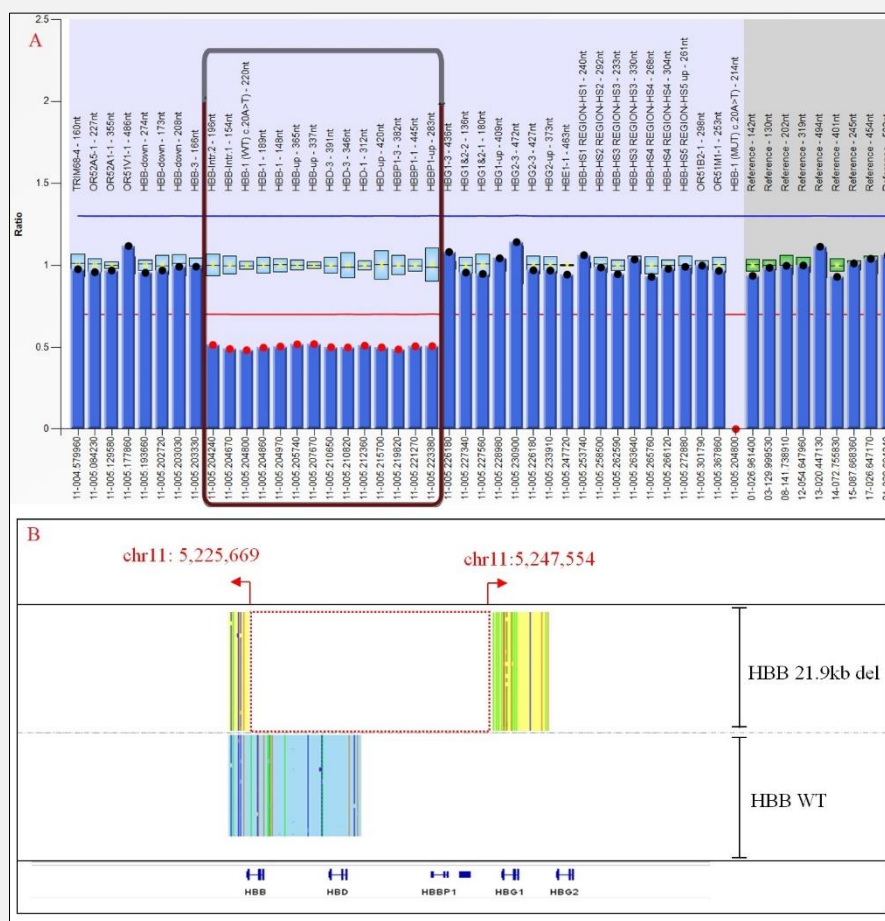 A
2.5
2
1.5
1
0.5
0
Ratio
TRIM68-4 - 160nt
OR52A5-1 - 227nt
OR52A1-1 - 355nt
OR51V1-1 - 486nt
HBB-down - 274nt
HBB-down - 173nt
HBB-down - 208nt
HBB-3 - 166nt
HBB-Intr.2 - 196nt
HBB-Intr.1 - 154nt
HBB-1 (WT) c.20A>T) - 220nt
HBB-1 - 189nt
HBB-1 - 148nt
HBB-up - 365nt
HBB-up - 337nt
HBD-3 - 391nt
HBD-3 - 346nt
HBD-1 - 312nt
HBD-up - 420nt
HBBP1-3 - 382nt
HBBP1-1 - 445nt
HBBP1-up - 283nt
HBG1-3 - 436nt
HBG1&2-2 - 136nt
HBG1&2-1 - 180nt
HBG1-up - 409nt
HBG2-3 - 472nt
HBG2-3 - 427nt
HBG2-up - 373nt
HBE1-1 - 463nt
HBB-HS1 REGION-HS1 - 240nt
HBB-HS2 REGION-HS2 - 292nt
HBB-HS3 REGION-HS3 - 233nt
HBB-HS3 REGION-HS3 - 330nt
HBB-HS4 REGION-HS4 - 268nt
HBB-HS4 REGION-HS4 - 304nt
HBB-HS5 REGION-HS5 up - 261nt
OR51B2-1 - 298nt
OR51M1-1 - 253nt
HBB-1 (MUT) c.20A>T) - 214nt
Reference - 142nt
Reference - 130nt
Reference - 202nt
Reference - 319nt
Reference - 494nt
Reference - 401nt
Reference - 245nt
Reference - 454nt
11-004.579960
11-005.084230
11-005.129580
11-005.177860
11-005.193660
11-005.202720
11-005.203030
11-005.203330
11-005.204240
11-005.204670
11-005.204800
11-005.204860
11-005.204970
11-005.205740
11-005.207670
11-005.210650
11-005.210820
11-005.212360
11-005.215700
11-005.219820
11-005.221270
11-005.223380
11-005.226180
11-005.227340
11-005.227560
11-005.228980
11-005.230900
11-005.226180
11-005.233910
11-005.247720
11-005.253740
11-005.258500
11-005.262590
11-005.263640
11-005.265760
11-005.266120
11-005.272880
11-005.301790
11-005.367860
11-005.204800
01-026.961400
03-129.999530
08-141.738910
12-054.647960
13-020.447130
14-072.755830
15-087.668360
17-026.647170
B
chr11: 5,225,669
chr11:5,247,554
HBB 21.9kb del
HBB WT
HBB
HBD
HBBP1
HBG1
HBG2